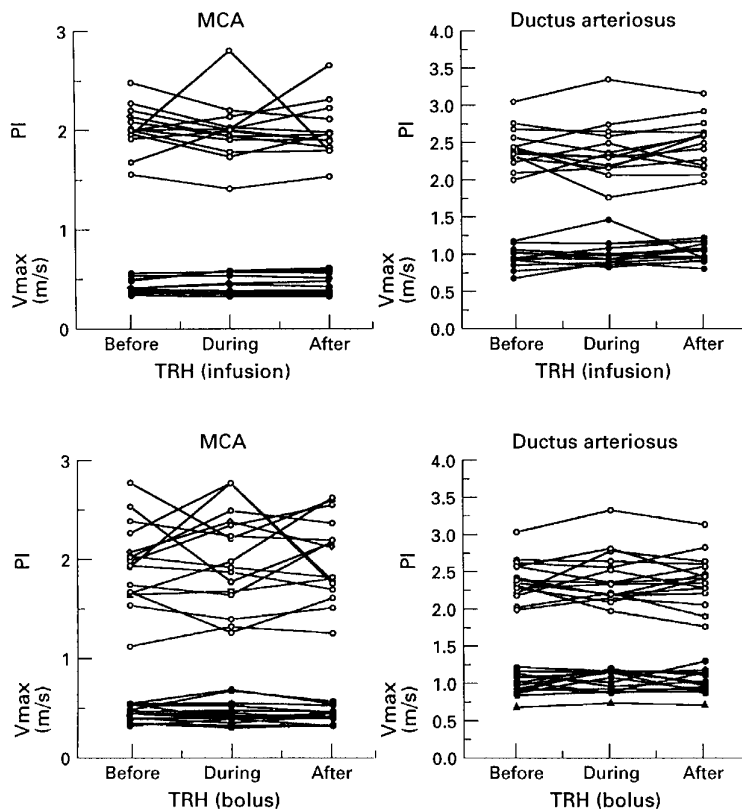 MCA
3
2
1
0
PI
Vmax
(m/s)
Before During After
TRH (infusion)
Ductus arteriosus
4.0
3.5
3.0
2.5
2.0
1.5
1.0
0.5
0.0
PI
Vmax
(m/s)
Before During After
TRH (infusion)
MCA
3
2
1
0
PI
Vmax
(m/s)
Before During After
TRH (bolus)
Ductus arteriosus
4.0
3.5
3.0
2.5
2.0
1.5
1.0
0.5
0.0
PI
Vmax
(m/s)
Before During After
TRH (bolus)